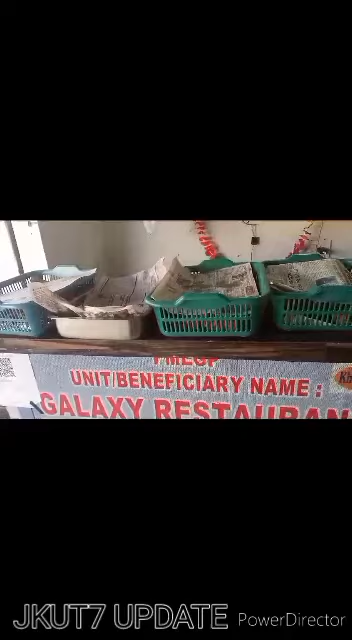 PMEGP
UNIT/BENEFICIARY NAME :
GALAXY RESTAURAN
JKUT7 UPDATE PowerDirector